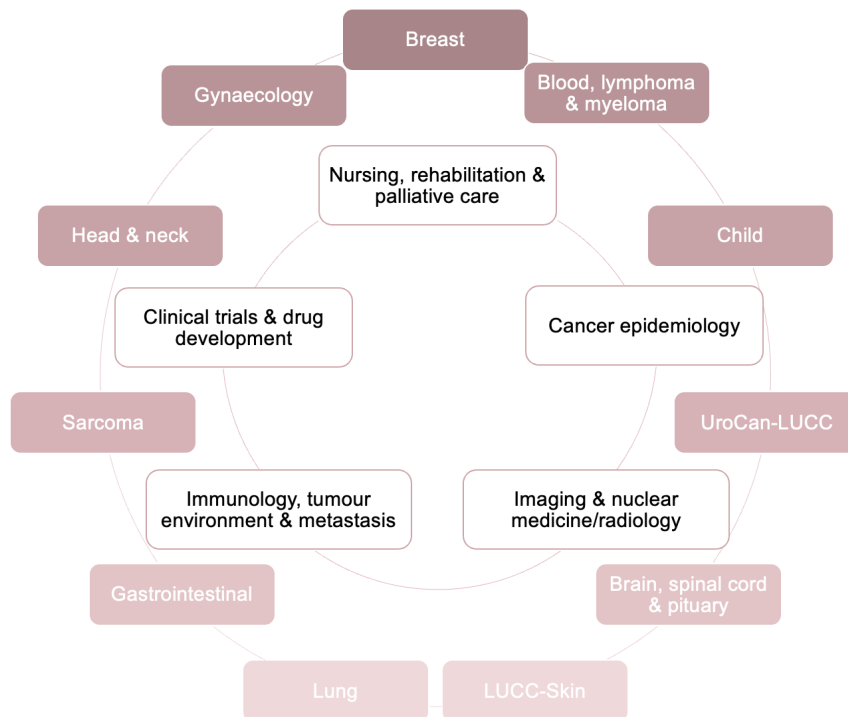 Breast
Gynaecology
Blood, lymphoma
& myeloma
Nursing, rehabilitation &
palliative care
Head & neck
Child
Clinical trials & drug
development
Cancer epidemiology
Sarcoma
UroCan-LUCC
Immunology, tumour
environment & metastasis
Imaging & nuclear
medicine/radiology
Gastrointestinal
Brain, spinal cord
& pituary
Lung
LUCC-Skin